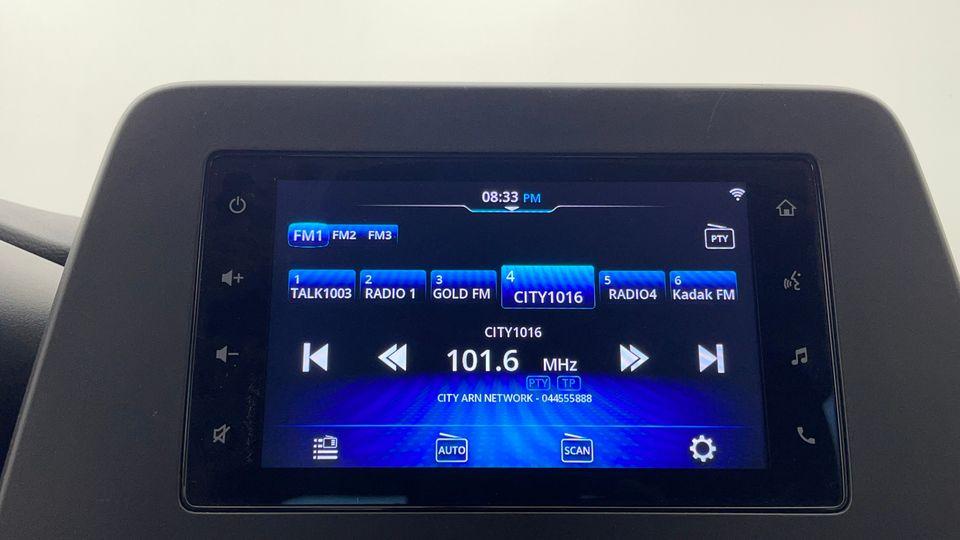 08:33 PM
FM1 FM2 FM3
PTY
1 2 3 4 5 6
TALK1003 RADIO 1 GOLD FM CITY1016 RADIO4 Kadak FM
CITY1016
101.6 MHz
PTY TP
CITY ARN NETWORK - 044555888
AUTO SCAN